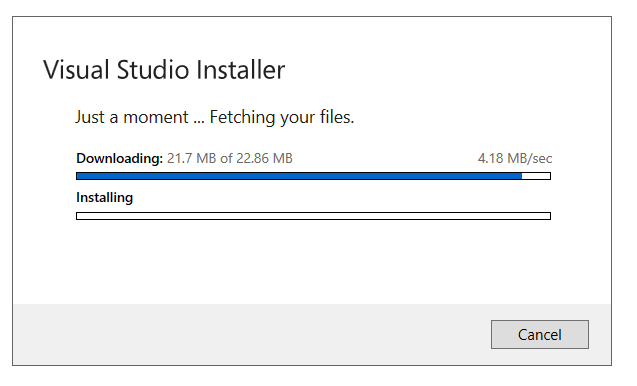 Visual Studio Installer
Just a moment ... Fetching your files.
Downloading: 21.7 MB of 22.86 MB 4.18 MB/sec
Installing
Cancel